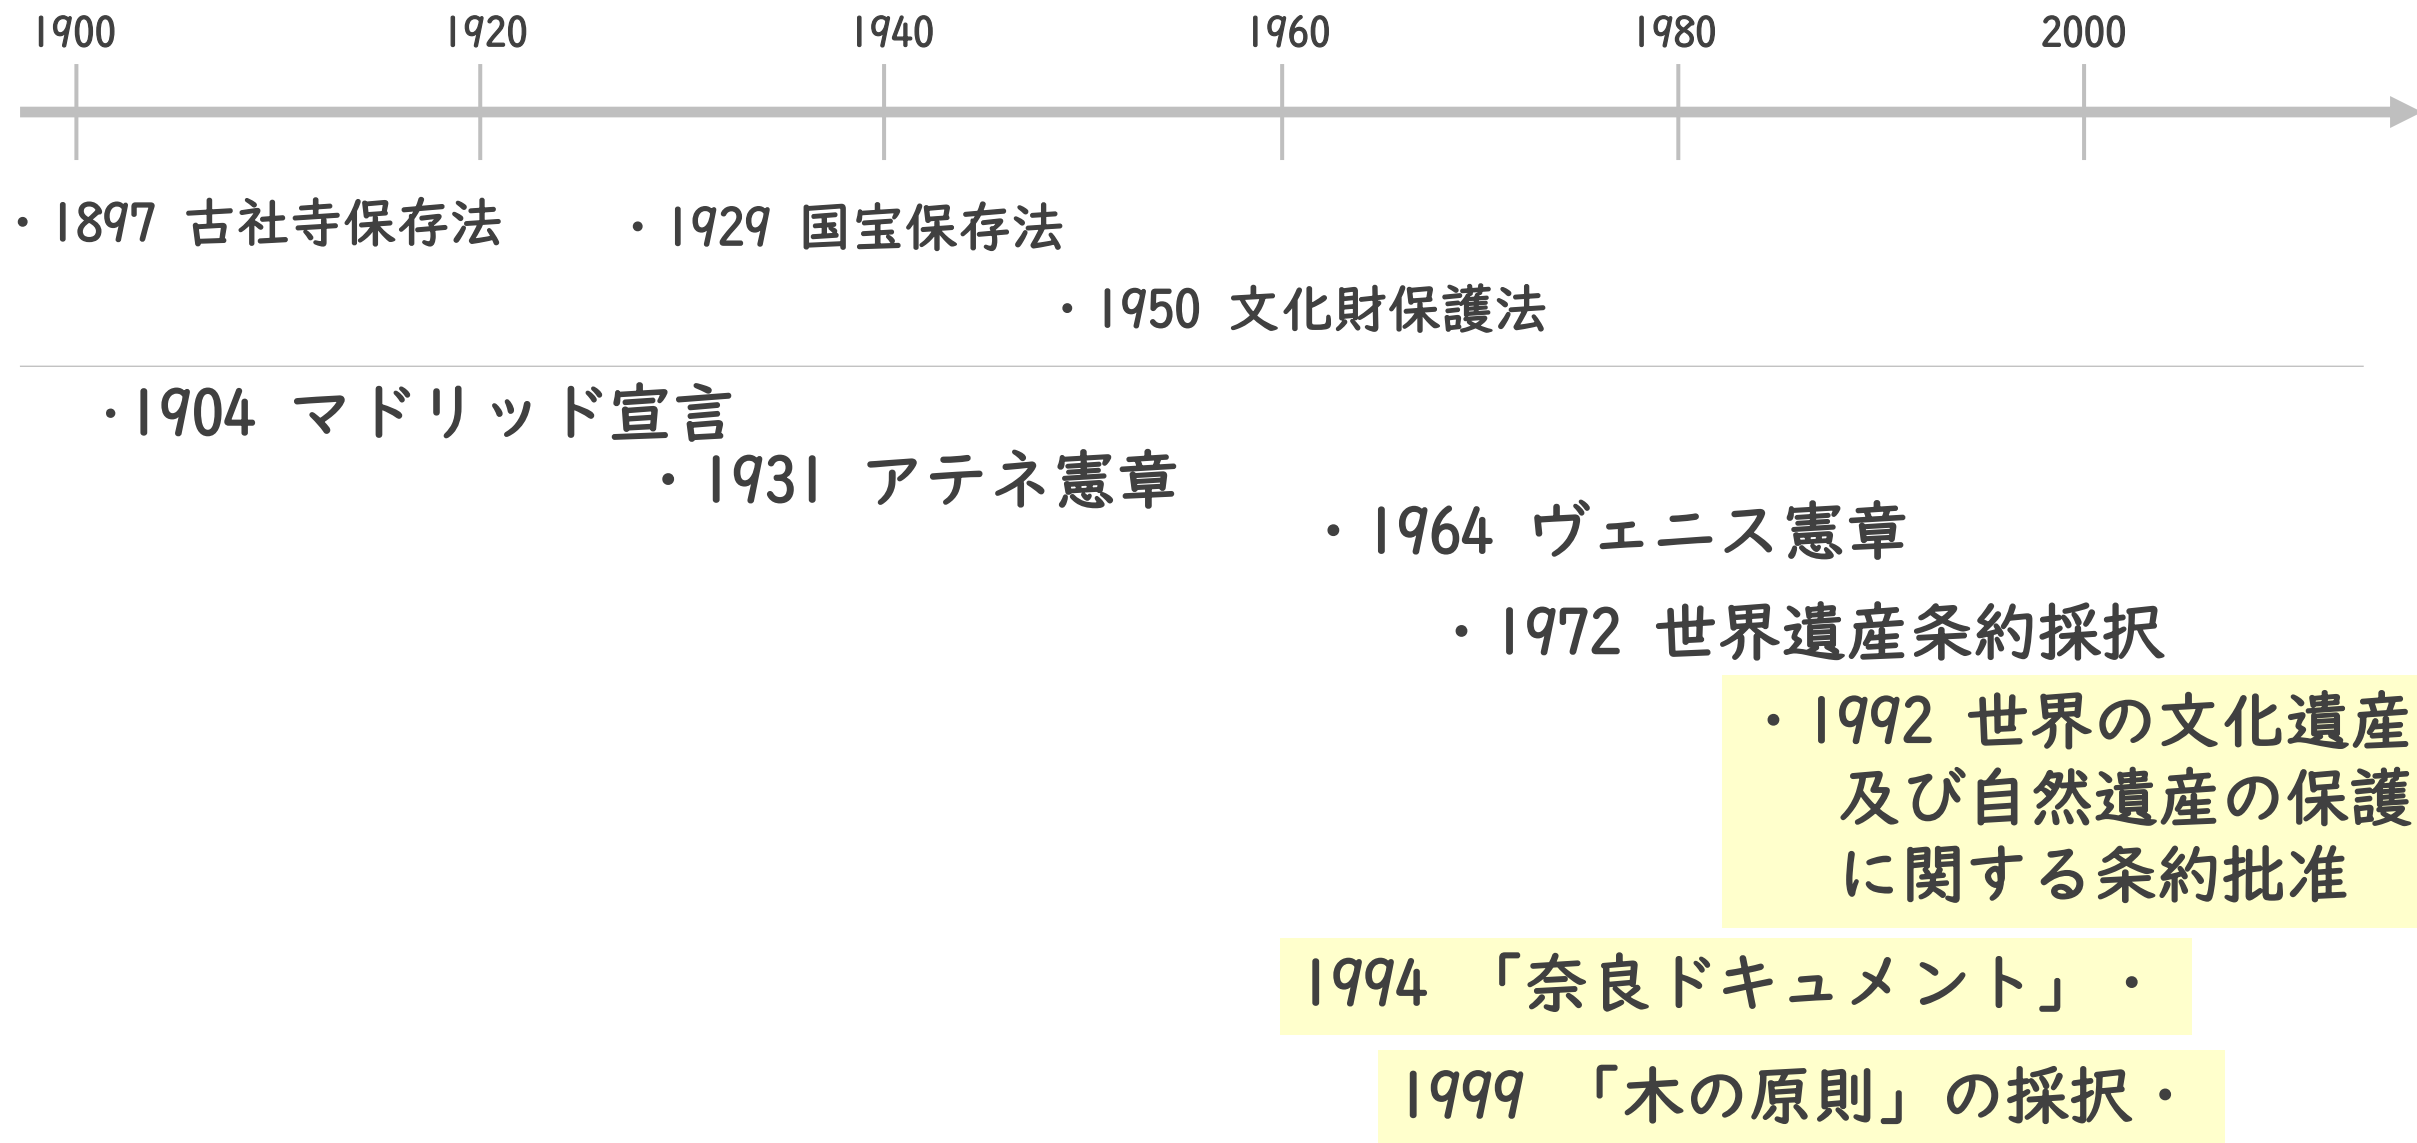 1900 1920 1940 1960 1980 2000
・1897 古社寺保存法 ・1929 国宝保存法
・1950 文化財保護法
・1904 マドリッド宣言
・1931 アテネ憲章
・1964 ヴェニス憲章
・1972 世界遺産条約採択
・1992 世界の文化遺産
及び自然遺産の保護
に関する条約批准
1994 「奈良ドキュメント」・
1999 「木の原則」の採択・